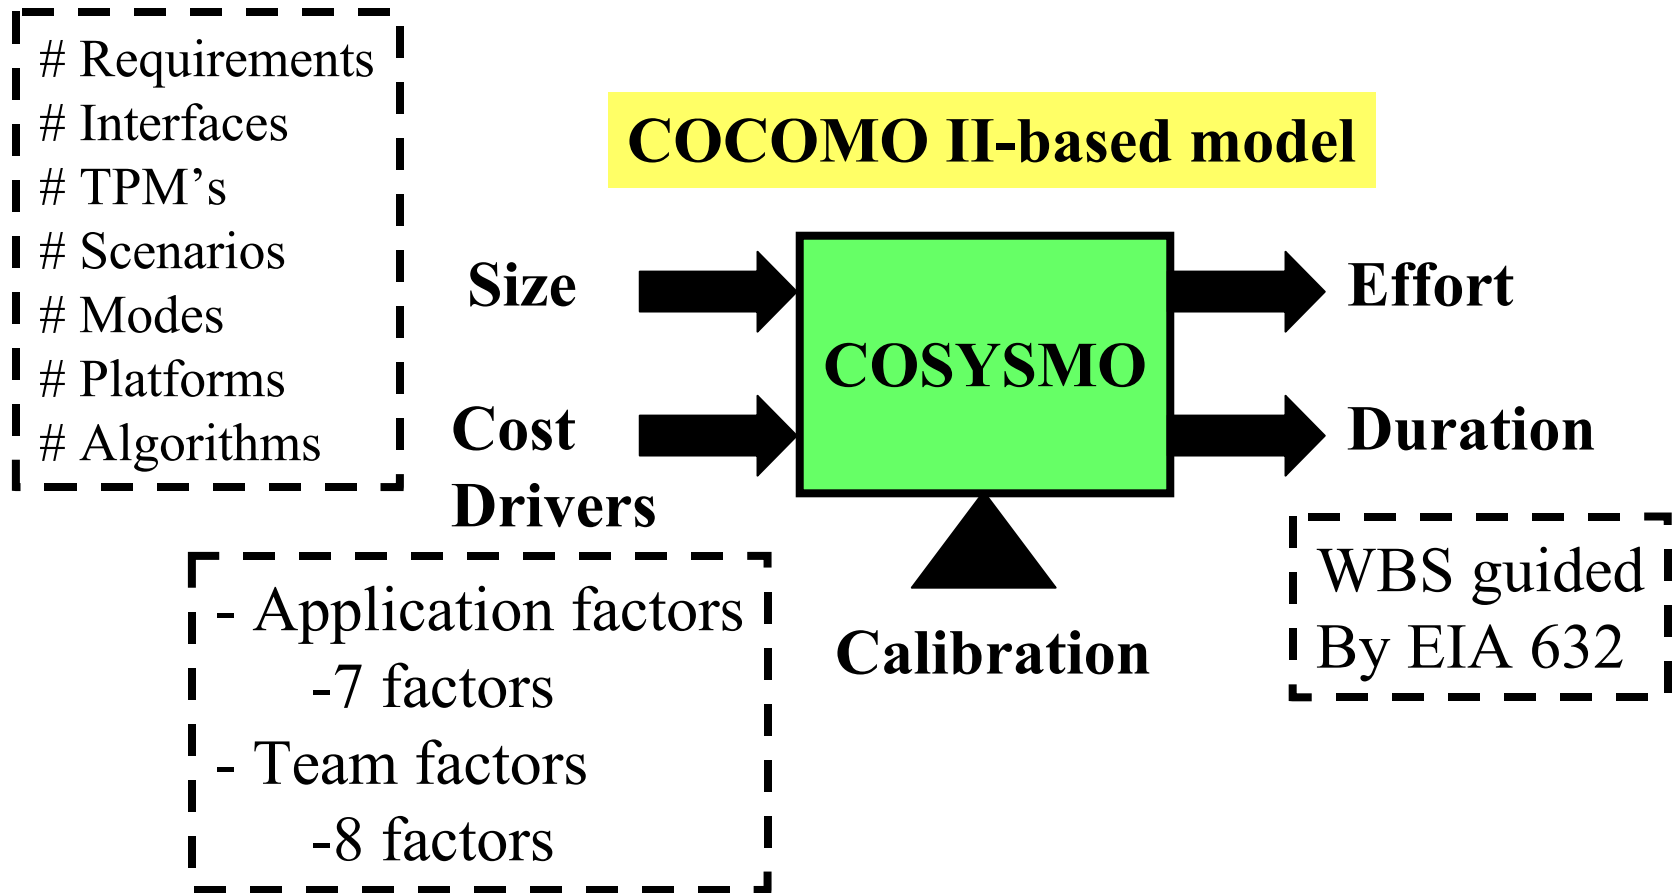 # Requirements
# Interfaces
# TPM’s
# Scenarios
# Modes
# Platforms
# Algorithms
COCOMO II-based model
Size
COSYSMO
Effort
Cost
Drivers
Duration
Calibration
- Application factors
-7 factors
- Team factors
-8 factors
WBS guided
By EIA 632